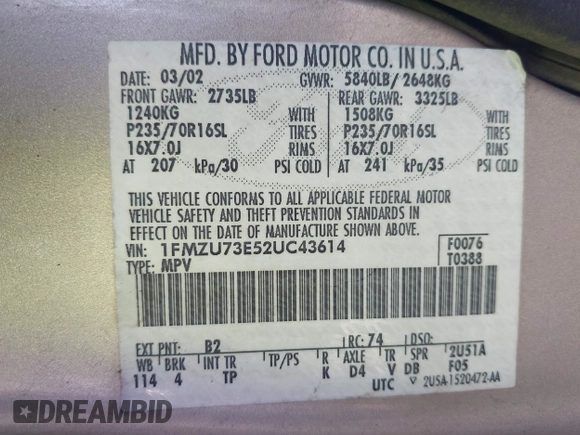 MFD. BY FORD MOTOR CO. IN U.S.A.
DATE: 03/02 GVWR: 5840LB/ 2648KG
FRONT GAWR: 2735LB REAR GAWR: 3325LB
1240KG WITH 1508KG WITH
P235/70R16SL TIRES P235/70R16SL TIRES
16X7.0J RIMS 16X7.0J RIMS
AT 207 kPa/30 PSI COLD AT 241 kPa/35 PSI COLD
THIS VEHICLE CONFORMS TO ALL APPLICABLE FEDERAL MOTOR
VEHICLE SAFETY AND THEFT PREVENTION STANDARDS IN
EFFECT ON THE DATE OF MANUFACTURE SHOWN ABOVE.
VIN: 1FMZU73E52UC43614 F0076
TYPE: MPV T0388
EXT PNT: B2 RC: 74 DSO:
WB BRK INT TR TP/PS R AXLE TR SPR 2U51A
114 4 TP K D4 V DB F05
UTC ▽ 2U5A-1520472-AA
DREAMBID